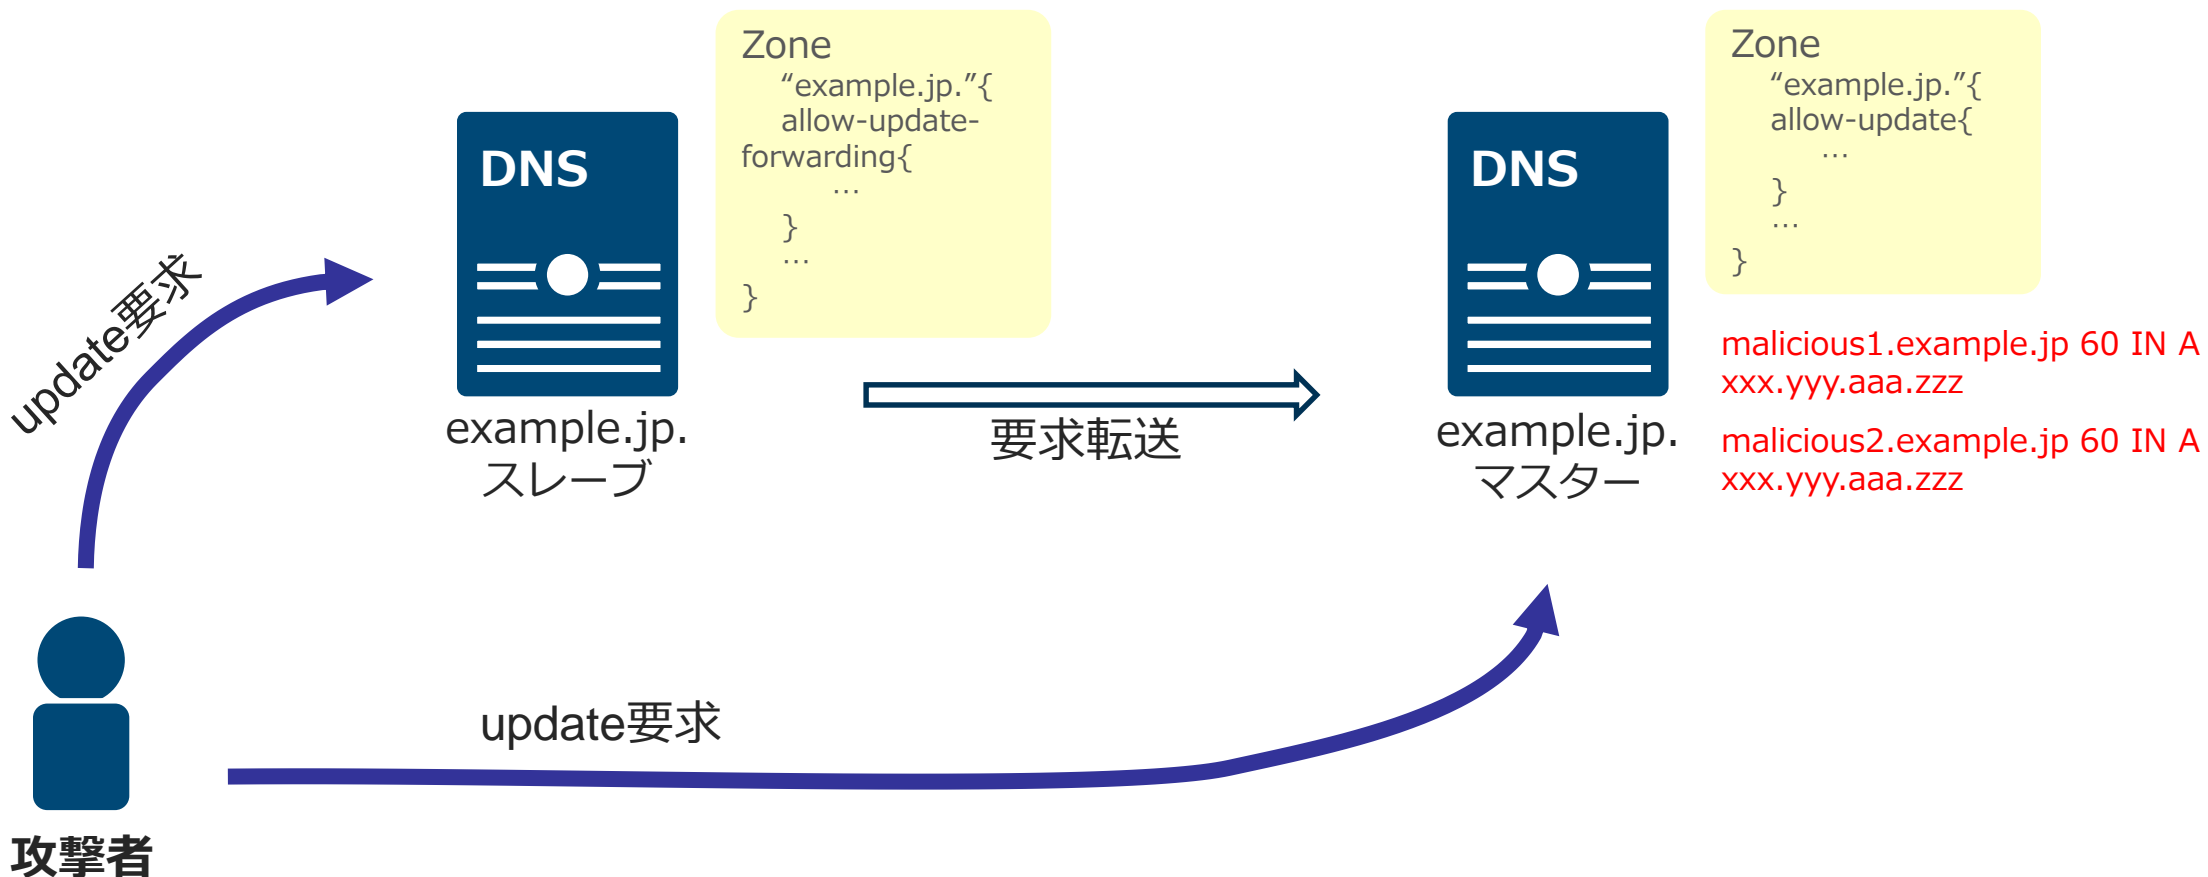 Zone
“example.jp.”{
allow-update-
forwarding{
…
}
…
}
DNS
example.jp.
スレーブ
update要求
要求転送
Zone
“example.jp.”{
allow-update{
…
}
…
}
DNS
example.jp.
マスター
malicious1.example.jp 60 IN A
xxx.yyy.aaa.zzz
malicious2.example.jp 60 IN A
xxx.yyy.aaa.zzz
update要求
攻撃者